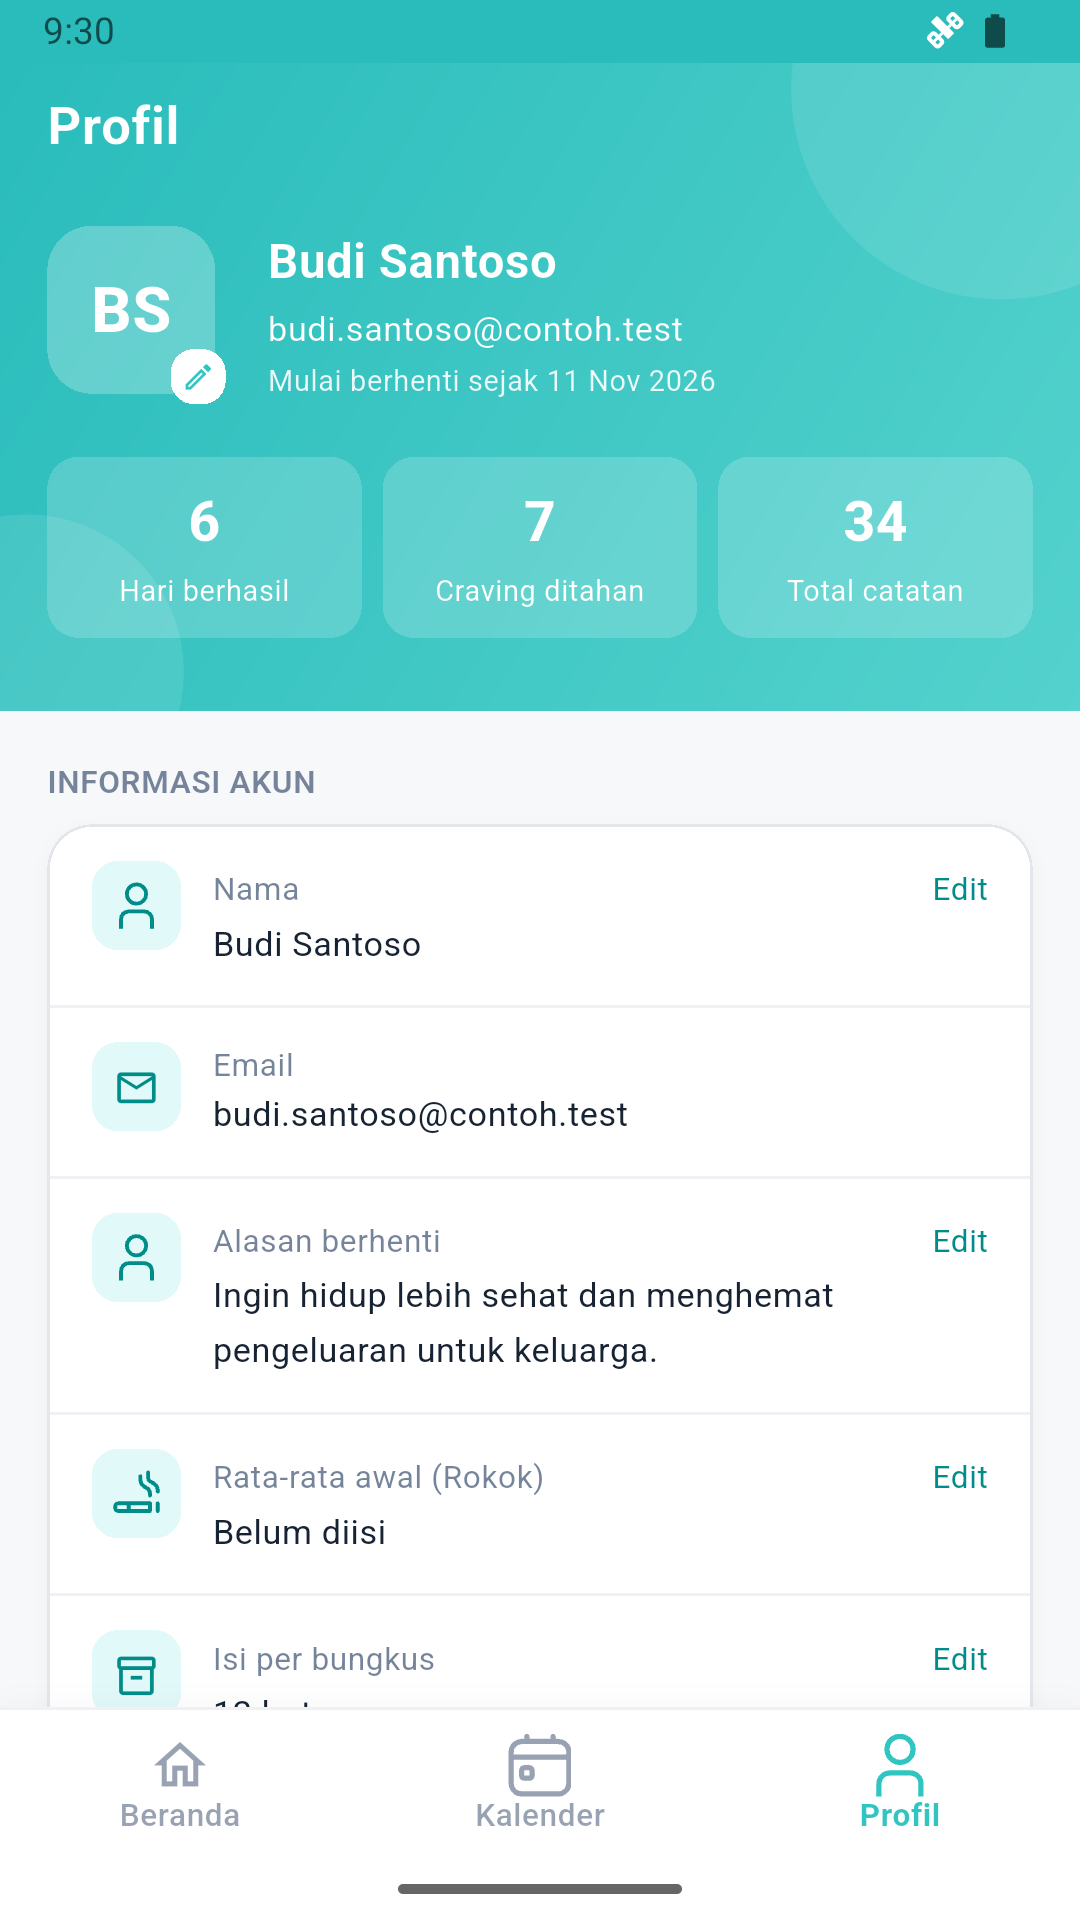 9:30
Profil
BS
Budi Santoso
budi.santoso@contoh.test
Mulai berhenti sejak 11 Nov 2026
6
Hari berhasil
7
Craving ditahan
34
Total catatan
INFORMASI AKUN
Nama
Edit
Budi Santoso
Email
budi.santoso@contoh.test
Alasan berhenti
Edit
Ingin hidup lebih sehat dan menghemat
pengeluaran untuk keluarga.
Rata-rata awal (Rokok)
Edit
Belum diisi
Isi per bungkus
Edit
Beranda
Kalender
Profil